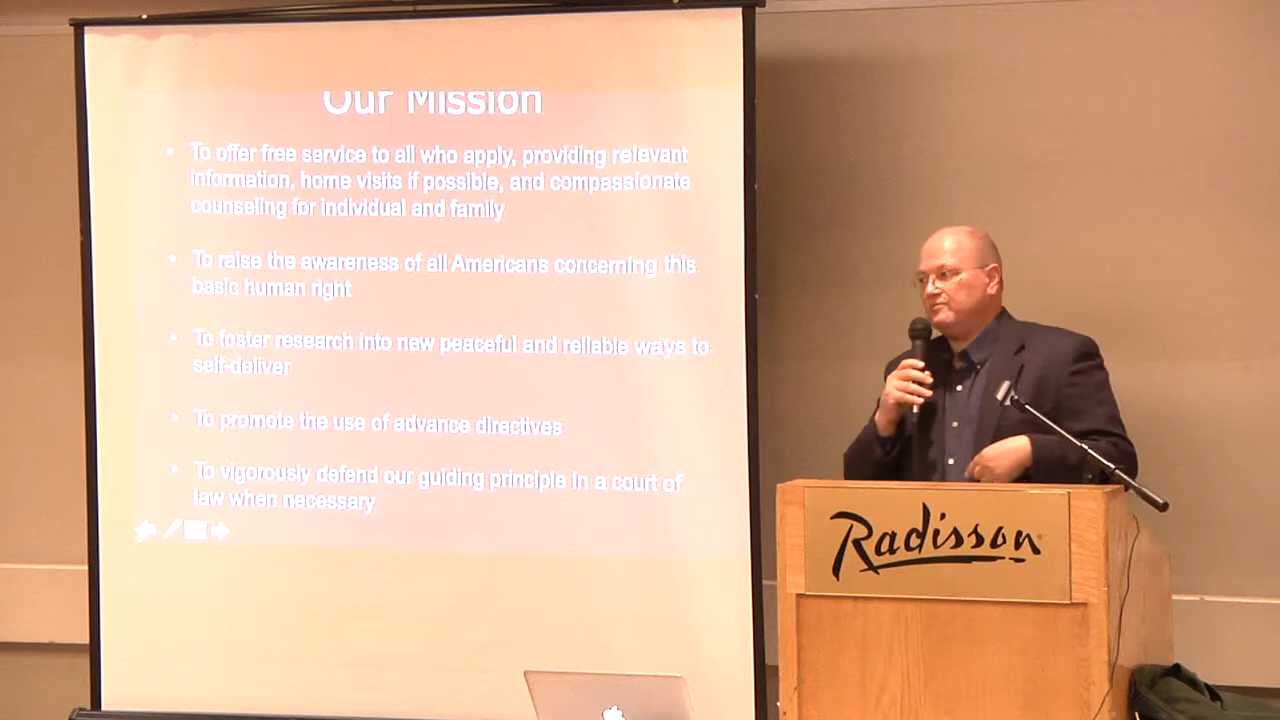 Our Mission
• To offer free service to all who apply, providing relevant
information, home visits if possible, and compassionate
counseling for individual and family
• To raise the awareness of all Americans concerning this
basic human right
• To foster research into new peaceful and reliable ways to
self-deliver
• To promote the use of advance directives
• To vigorously defend our guiding principle in a court of
law when necessary
Radisson